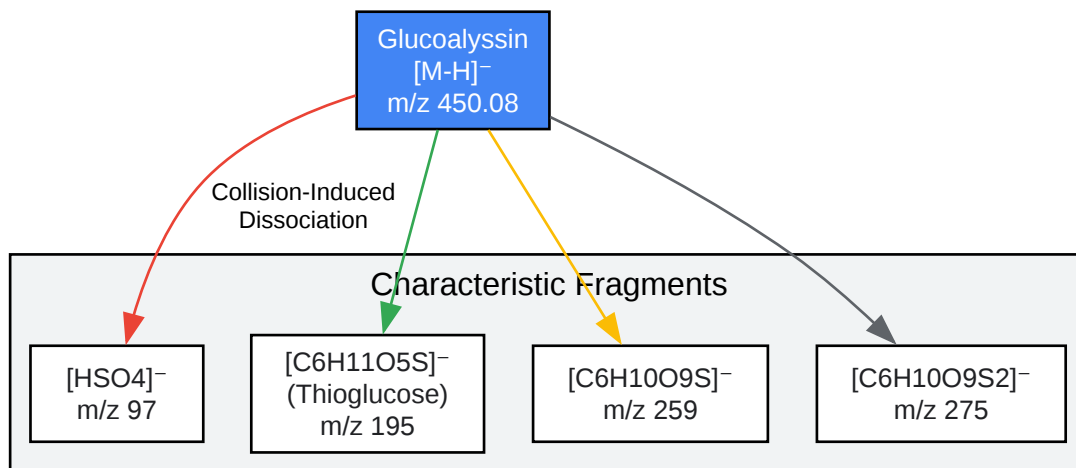 Glucoalyssin
[M-H]⁻
m/z 450.08
Collision-Induced
Dissociation
Characteristic Fragments
[HSO4]⁻
m/z 97
[C6H11O5S]⁻
(Thioglucose)
m/z 195
[C6H10O9S]⁻
m/z 259
[C6H10O9S2]⁻
m/z 275